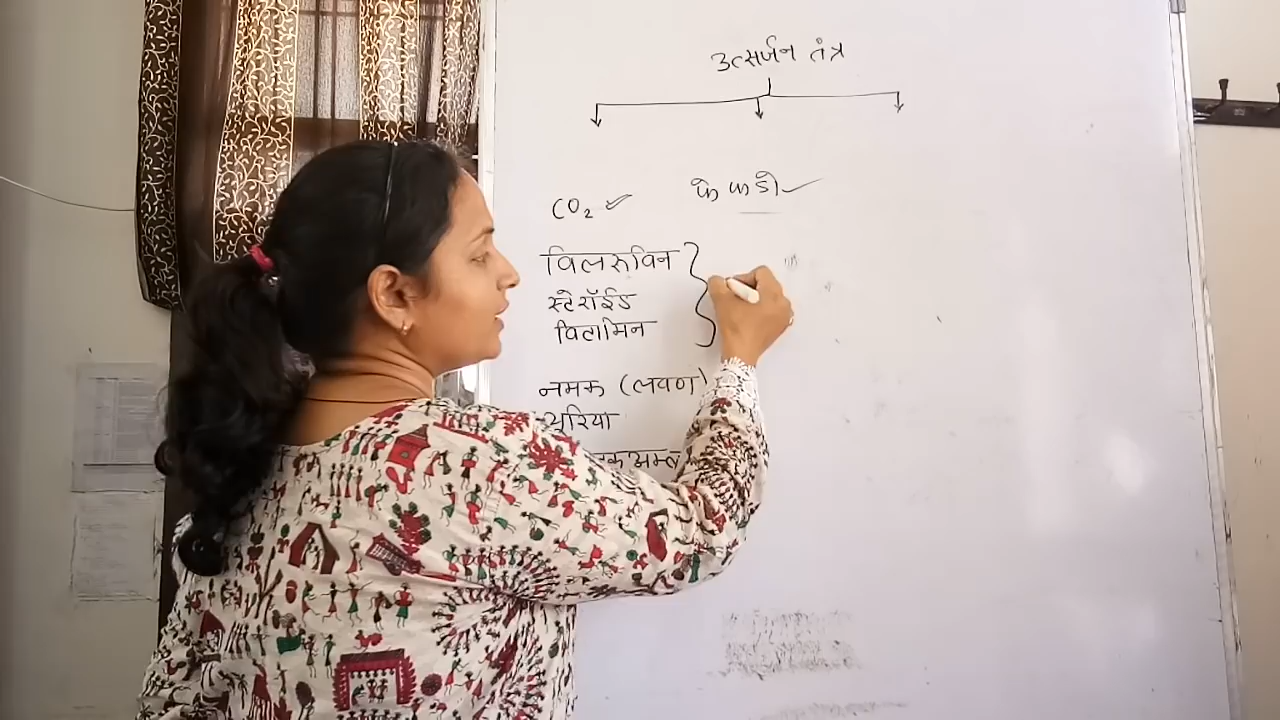 उत्सर्जन तंत्र
CO₂ ✓ फेफडो ✓
विलरुविन
स्टेरॉईड
विटामिन
नमक (लवण)
यूरिया
अम्ल